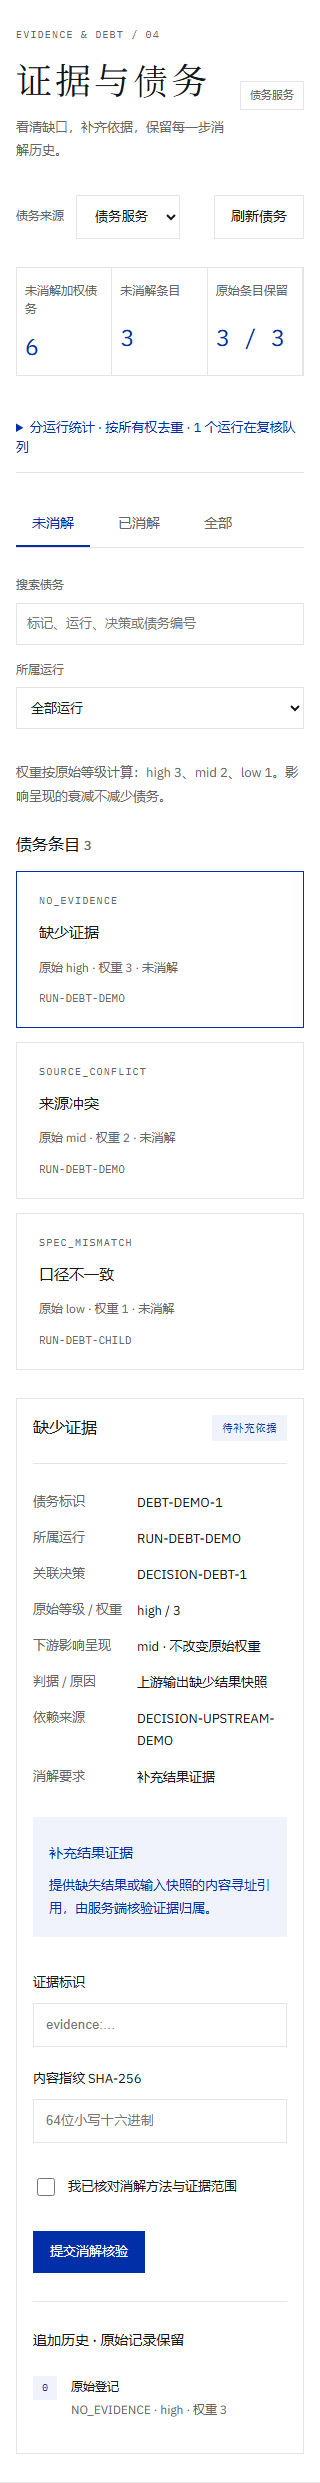 EVIDENCE & DEBT / 04
证据与债务
债务服务
看清缺口，补齐依据，保留每一步消
解历史。
债务来源
债务服务
刷新债务
未消解加权债
务
6
未消解条目
3
原始条目保留
3 / 3
分运行统计 · 按所有权去重 · 1 个运行在复核队
列
未消解
已消解
全部
搜索债务
标记、运行、决策或债务编号
所属运行
全部运行
权重按原始等级计算：high 3、mid 2、low 1。影
响呈现的衰减不减少债务。
债务条目 3
NO_EVIDENCE
缺少证据
原始 high · 权重 3 · 未消解
RUN-DEBT-DEMO
SOURCE_CONFLICT
来源冲突
原始 mid · 权重 2 · 未消解
RUN-DEBT-DEMO
SPEC_MISMATCH
口径不一致
原始 low · 权重 1 · 未消解
RUN-DEBT-CHILD
缺少证据
待补充依据
债务标识
DEBT-DEMO-1
所属运行
RUN-DEBT-DEMO
关联决策
DECISION-DEBT-1
原始等级 / 权重
high / 3
下游影响呈现
mid · 不改变原始权重
判据 / 原因
上游输出缺少结果快照
依赖来源
DECISION-UPSTREAM-
DEMO
消解要求
补充结果证据
补充结果证据
提供缺失结果或输入快照的内容寻址引
用，由服务端核验证据归属。
证据标识
evidence:...
内容指纹 SHA-256
64位小写十六进制
我已核对消解方法与证据范围
提交消解核验
追加历史 · 原始记录保留
0
原始登记
NO_EVIDENCE · high · 权重 3